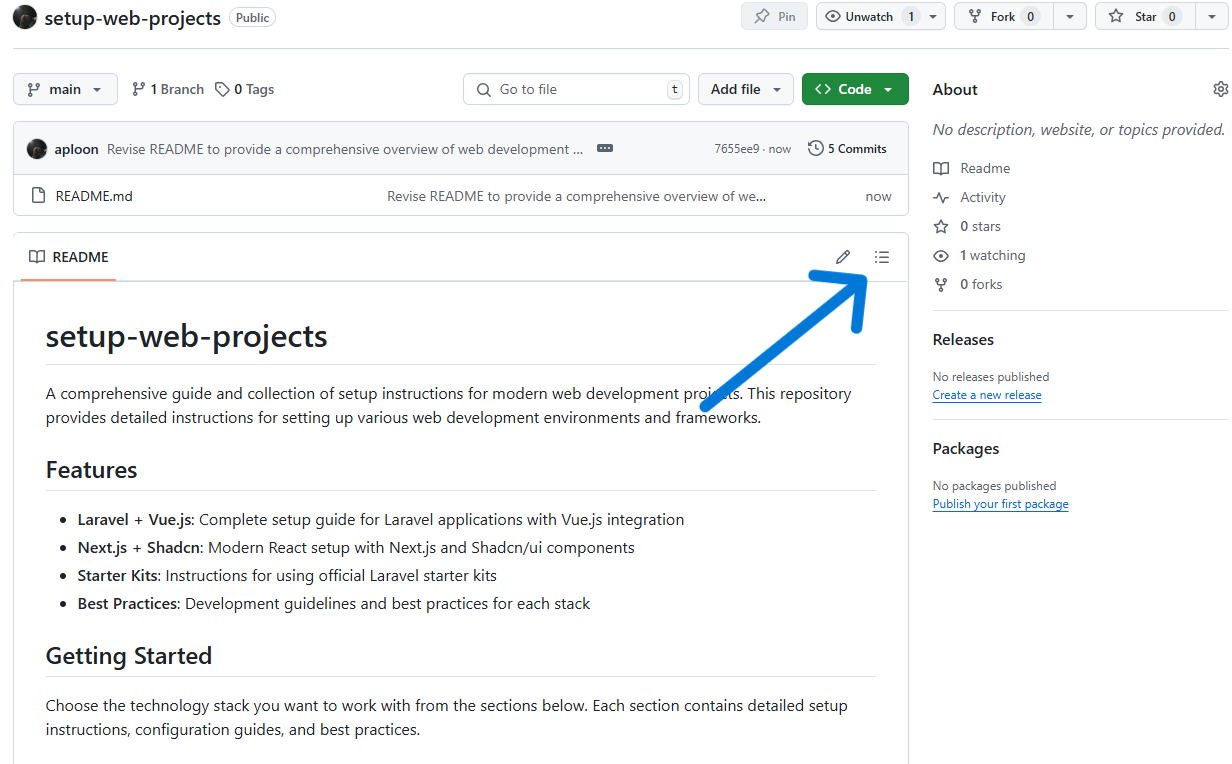 setup-web-projects Public Pin Unwatch 1 Fork 0 Star 0
main 1 Branch 0 Tags Go to file t Add file Code
aploon Revise README to provide a comprehensive overview of web development ... 7655ee9 · now 5 Commits
README.md Revise README to provide a comprehensive overview of we... now
README
setup-web-projects
A comprehensive guide and collection of setup instructions for modern web development projects. This repository
provides detailed instructions for setting up various web development environments and frameworks.
Features
• Laravel + Vue.js: Complete setup guide for Laravel applications with Vue.js integration
• Next.js + Shadcn: Modern React setup with Next.js and Shadcn/ui components
• Starter Kits: Instructions for using official Laravel starter kits
• Best Practices: Development guidelines and best practices for each stack
Getting Started
Choose the technology stack you want to work with from the sections below. Each section contains detailed setup
instructions, configuration guides, and best practices.
About
No description, website, or topics provided.
Readme
Activity
0 stars
1 watching
0 forks
Releases
No releases published
Create a new release
Packages
No packages published
Publish your first package